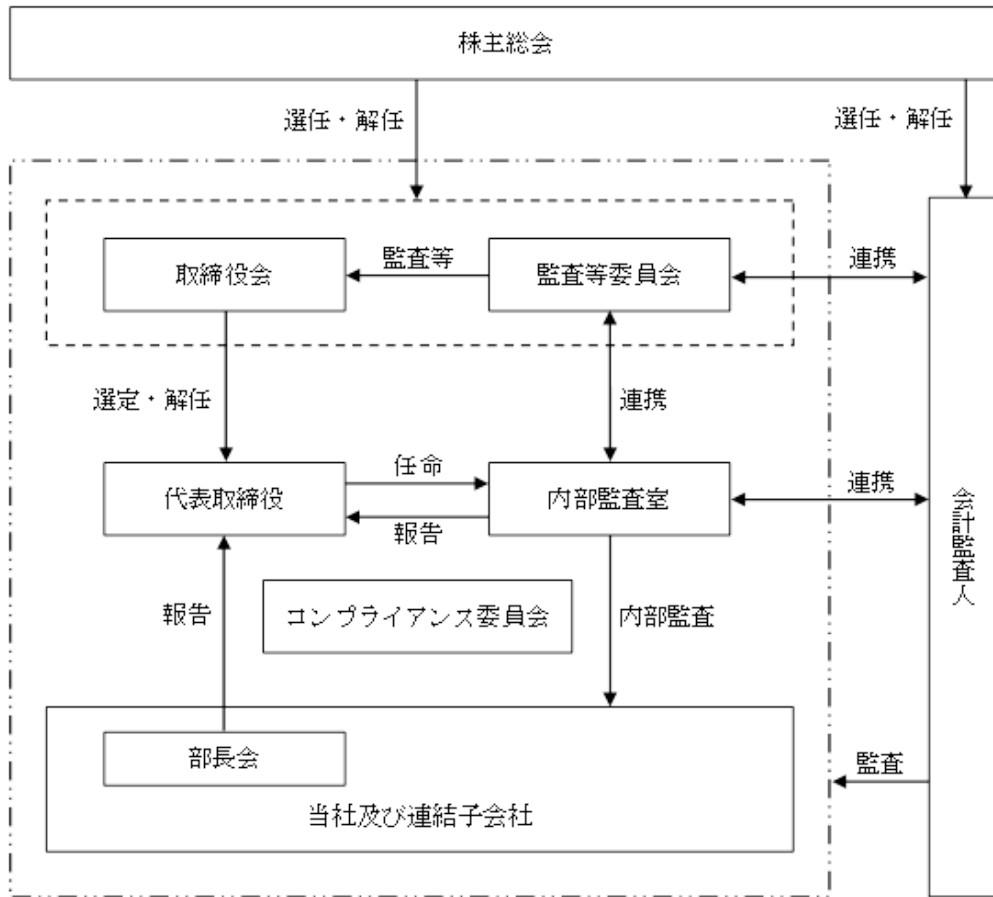 株主総会
選任・解任
選任・解任
取締役会
監査等
監査等委員会
連携
選定・解任
連携
代表取締役
任命
報告
内部監査室
連携
会計監査人
報告
コンプライアンス委員会
内部監査
部長会
監査
当社及び連結子会社